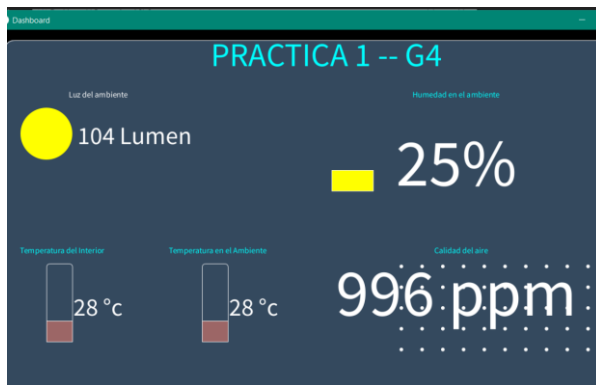 Dashboard
PRACTICA 1 -- G4
Luz del ambiente
Humedad en el ambiente
104 Lumen
25%
Temperatura del Interior
Temperatura en el Ambiente
Calidad del aire
28 °c
28 °c
996 ppm